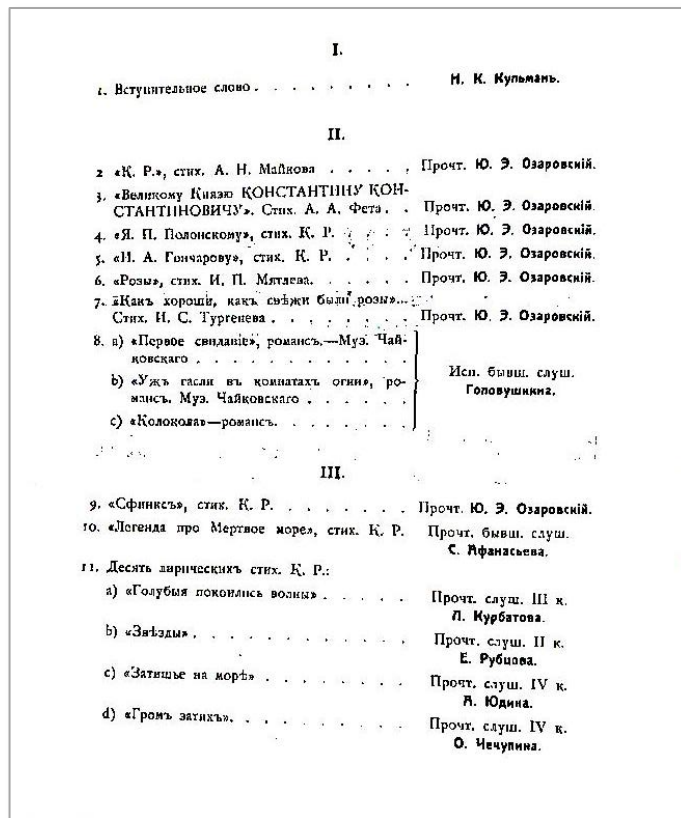 I.
1. Вступительное слово . . . . . . . . . Н. К. Кульманъ.
II.
2 «К. Р.», стих. А. Н. Майкова . . . . . Прочт. Ю. Э. Озаровскій.
3. «Великому Князю КОНСТАНТИНУ КОН-
СТАНТИНОВИЧУ». Стих. А. А. Фета . . Прочт. Ю. Э. Озаровскій.
4. «Я. П. Полонскому», стих. К. Р. . . . . Прочт. Ю. Э. Озаровскій.
5. «И. А. Гончарову», стих. К. Р. . . . . Прочт. Ю. Э. Озаровскій.
6. «Розы», стих. И. П. Мятлева. . . . . . Прочт. Ю. Э. Озаровскій.
7. «Какъ хороши, какъ свѣжи были розы»...
Стих. И. С. Тургенева . . . . . . . Прочт. Ю. Э. Озаровскій.
8. a) «Первое свиданіе», романсъ.—Муз. Чай-
ковскаго . . . . . . . . . . .
b) «Ужъ гасли въ комнатахъ огни», ро-
мансъ. Муз. Чайковскаго . . . . . .
c) «Колокола»—романсъ. . . . . . . .
Исп. бывш. слуш.
Головушкина.
III.
9. «Сфинксъ», стих. К. Р. . . . . . . . Прочт. Ю. Э. Озаровскій.
10. «Легенда про Мертвое море», стих. К. Р. Прочт. бывш. слуш.
С. Афанасьева.
11. Десять лирическихъ стих. К. Р.:
a) «Голубыя покоились волны» . . . . . Прочт. слуш. III к.
Л. Курбатова.
b) «Звѣзды» . . . . . . . . . . . . Прочт. слуш. II к.
Е. Рубцова.
c) «Затишье на морѣ» . . . . . . . . Прочт. слуш. IV к.
А. Юдина.
d) «Громъ затихъ». . . . . . . . . . Прочт. слуш. IV к.
О. Чечулина.